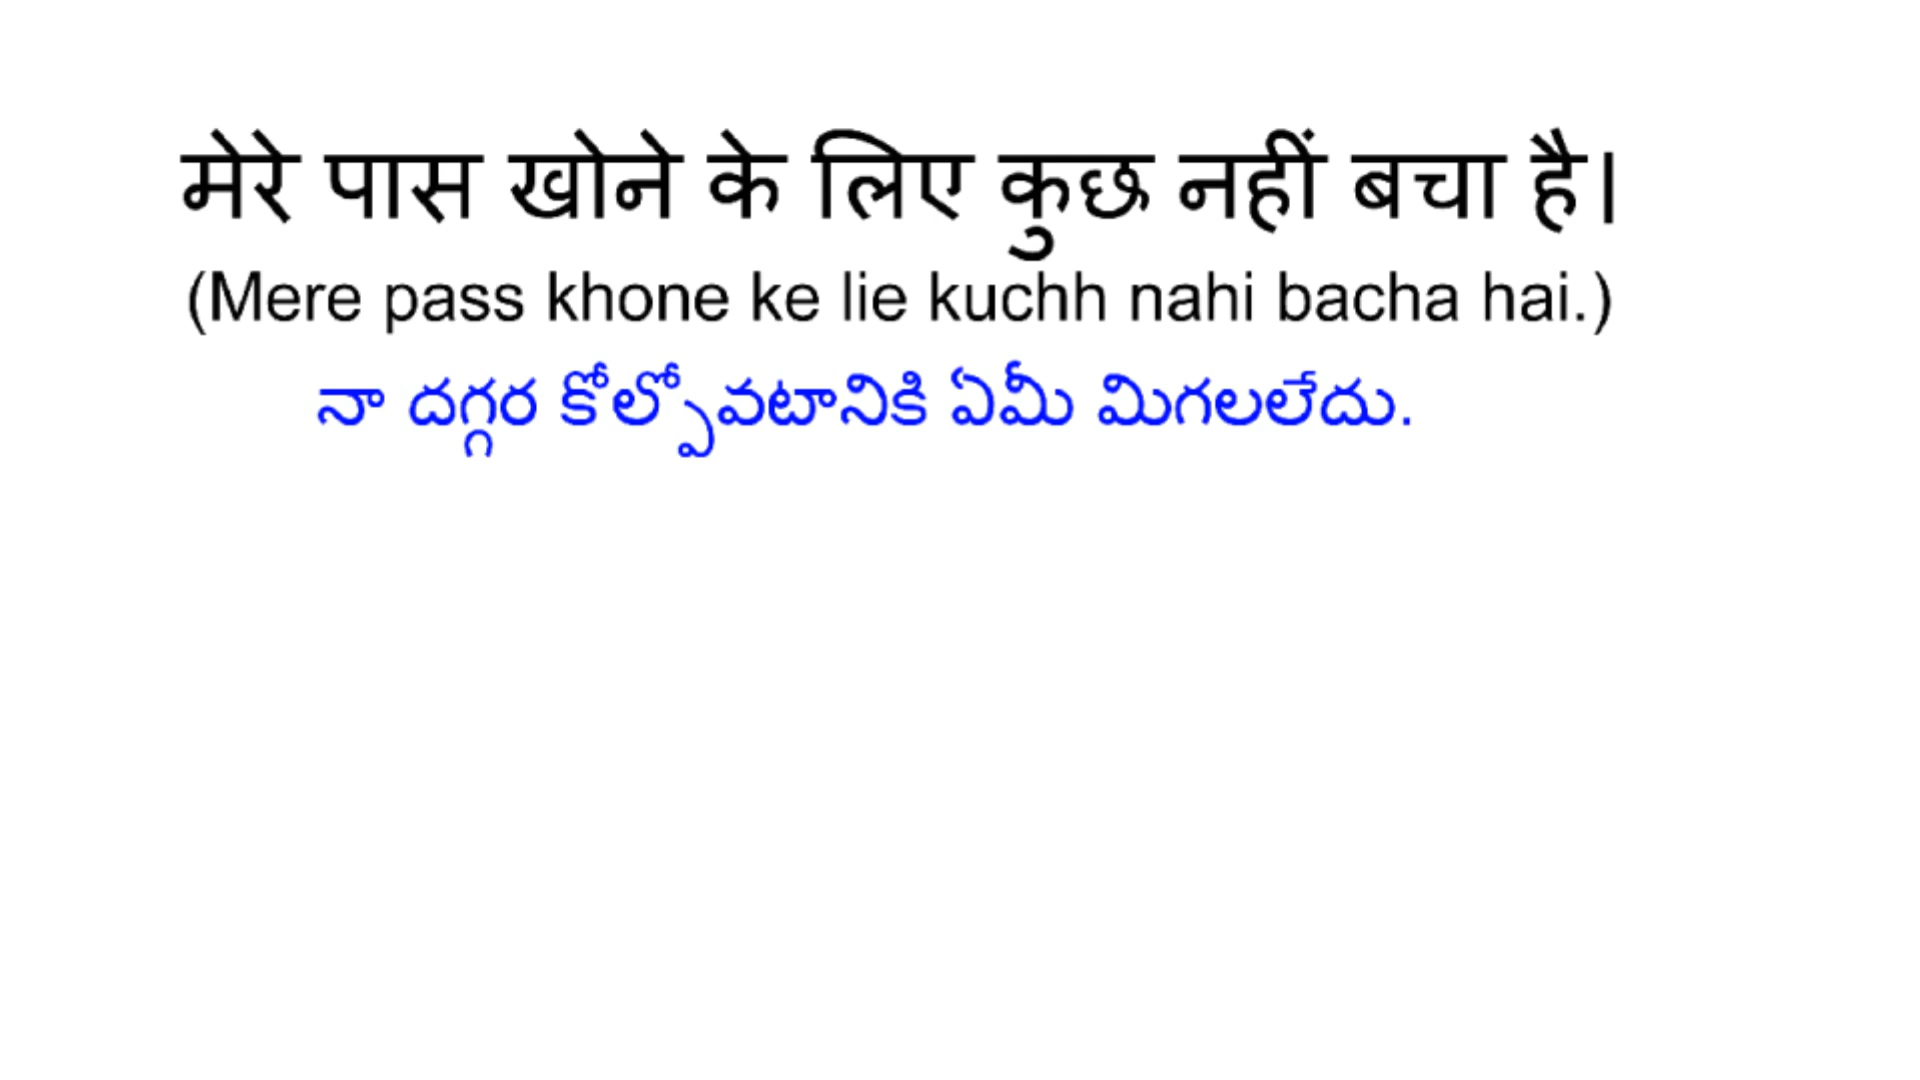 मेरे पास खोने के लिए कुछ नहीं बचा है।
(Mere pass khone ke lie kuchh nahi bacha hai.)
నా దగ్గర కోల్పోవటానికి ఏమీ మిగలలేదు.